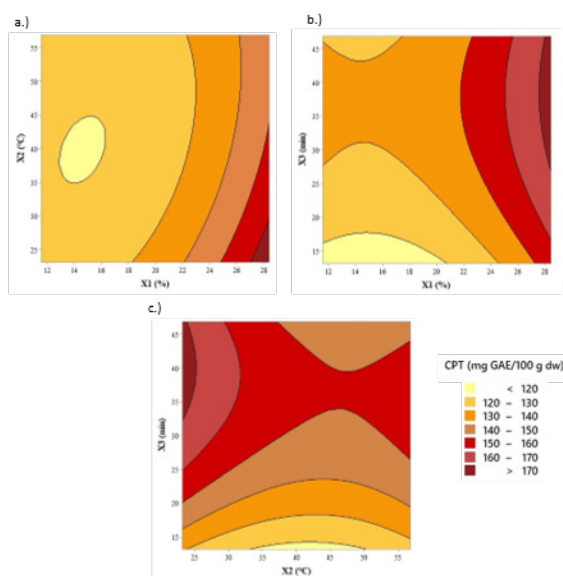 a.)
b.)
55
50
45
40
35
30
25
X2 (°C)
12 14 16 18 20 22 24 26 28
X1 (%)
45
40
35
30
25
20
15
X3 (min)
12 14 16 18 20 22 24 26 28
X1 (%)
c.)
45
40
35
30
25
20
15
X3 (min)
25 30 35 40 45 50 55
X2 (°C)
CPT (mg GAE/100 g dw)
< 120
120 – 130
130 – 140
140 – 150
150 – 160
160 – 170
> 170